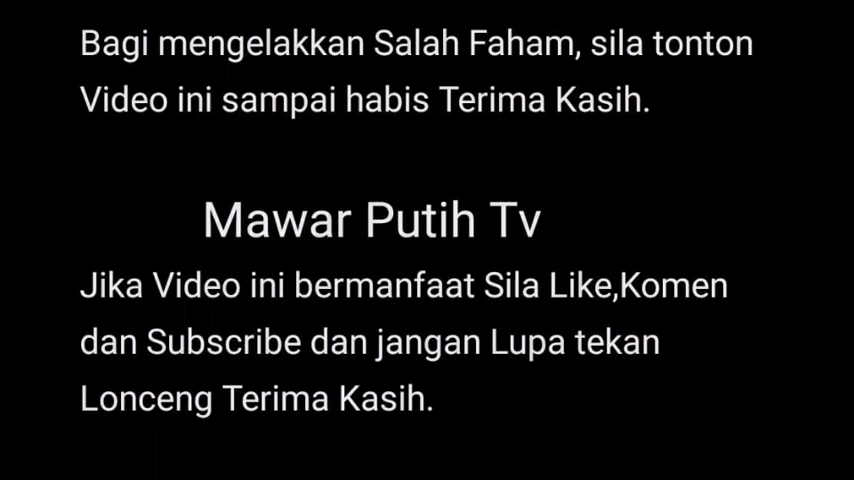 Bagi mengelakkan Salah Faham, sila tonton
Video ini sampai habis Terima Kasih.
Mawar Putih Tv
Jika Video ini bermanfaat Sila Like,Komen
dan Subscribe dan jangan Lupa tekan
Lonceng Terima Kasih.